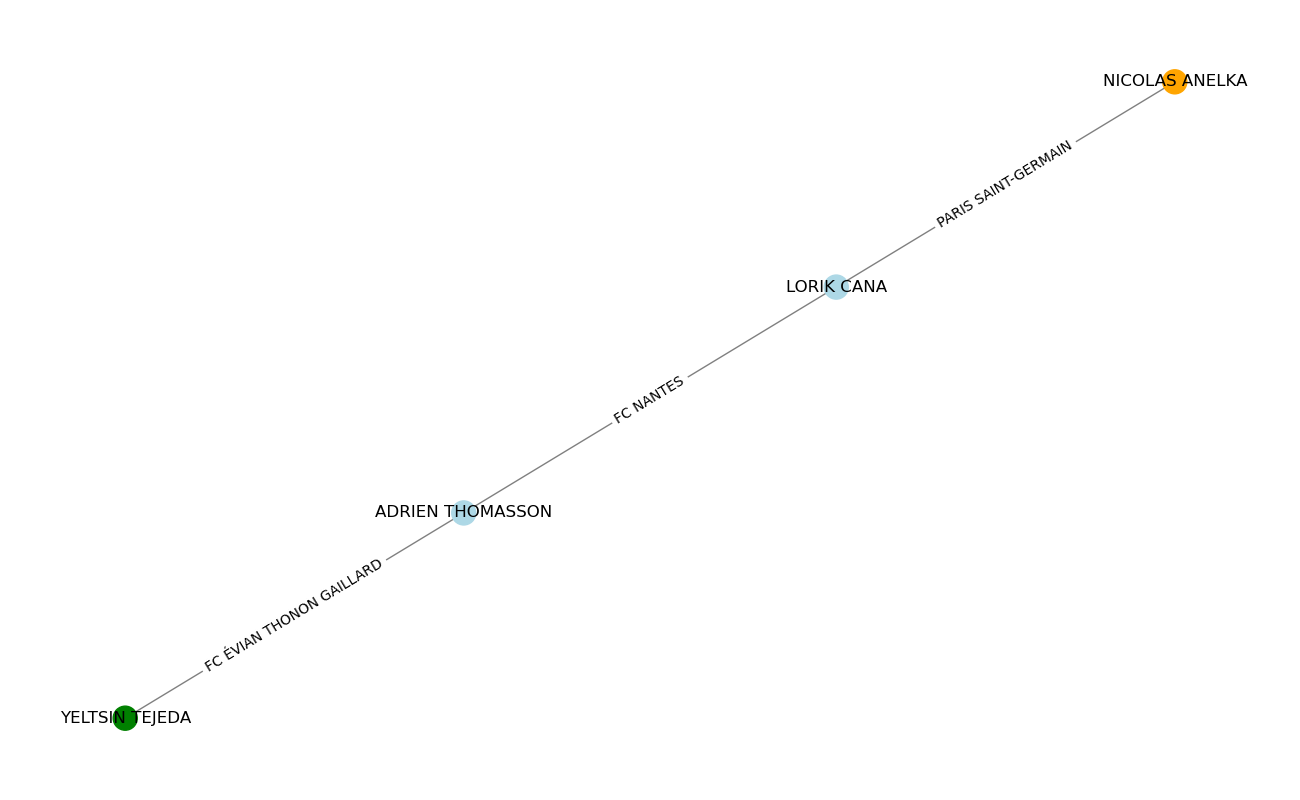 NICOLAS ANELKA
PARIS SAINT-GERMAIN
LORIK CANA
FC NANTES
ADRIEN THOMASSON
FC ÉVIAN THONON GAILLARD
YELTSIN TEJEDA